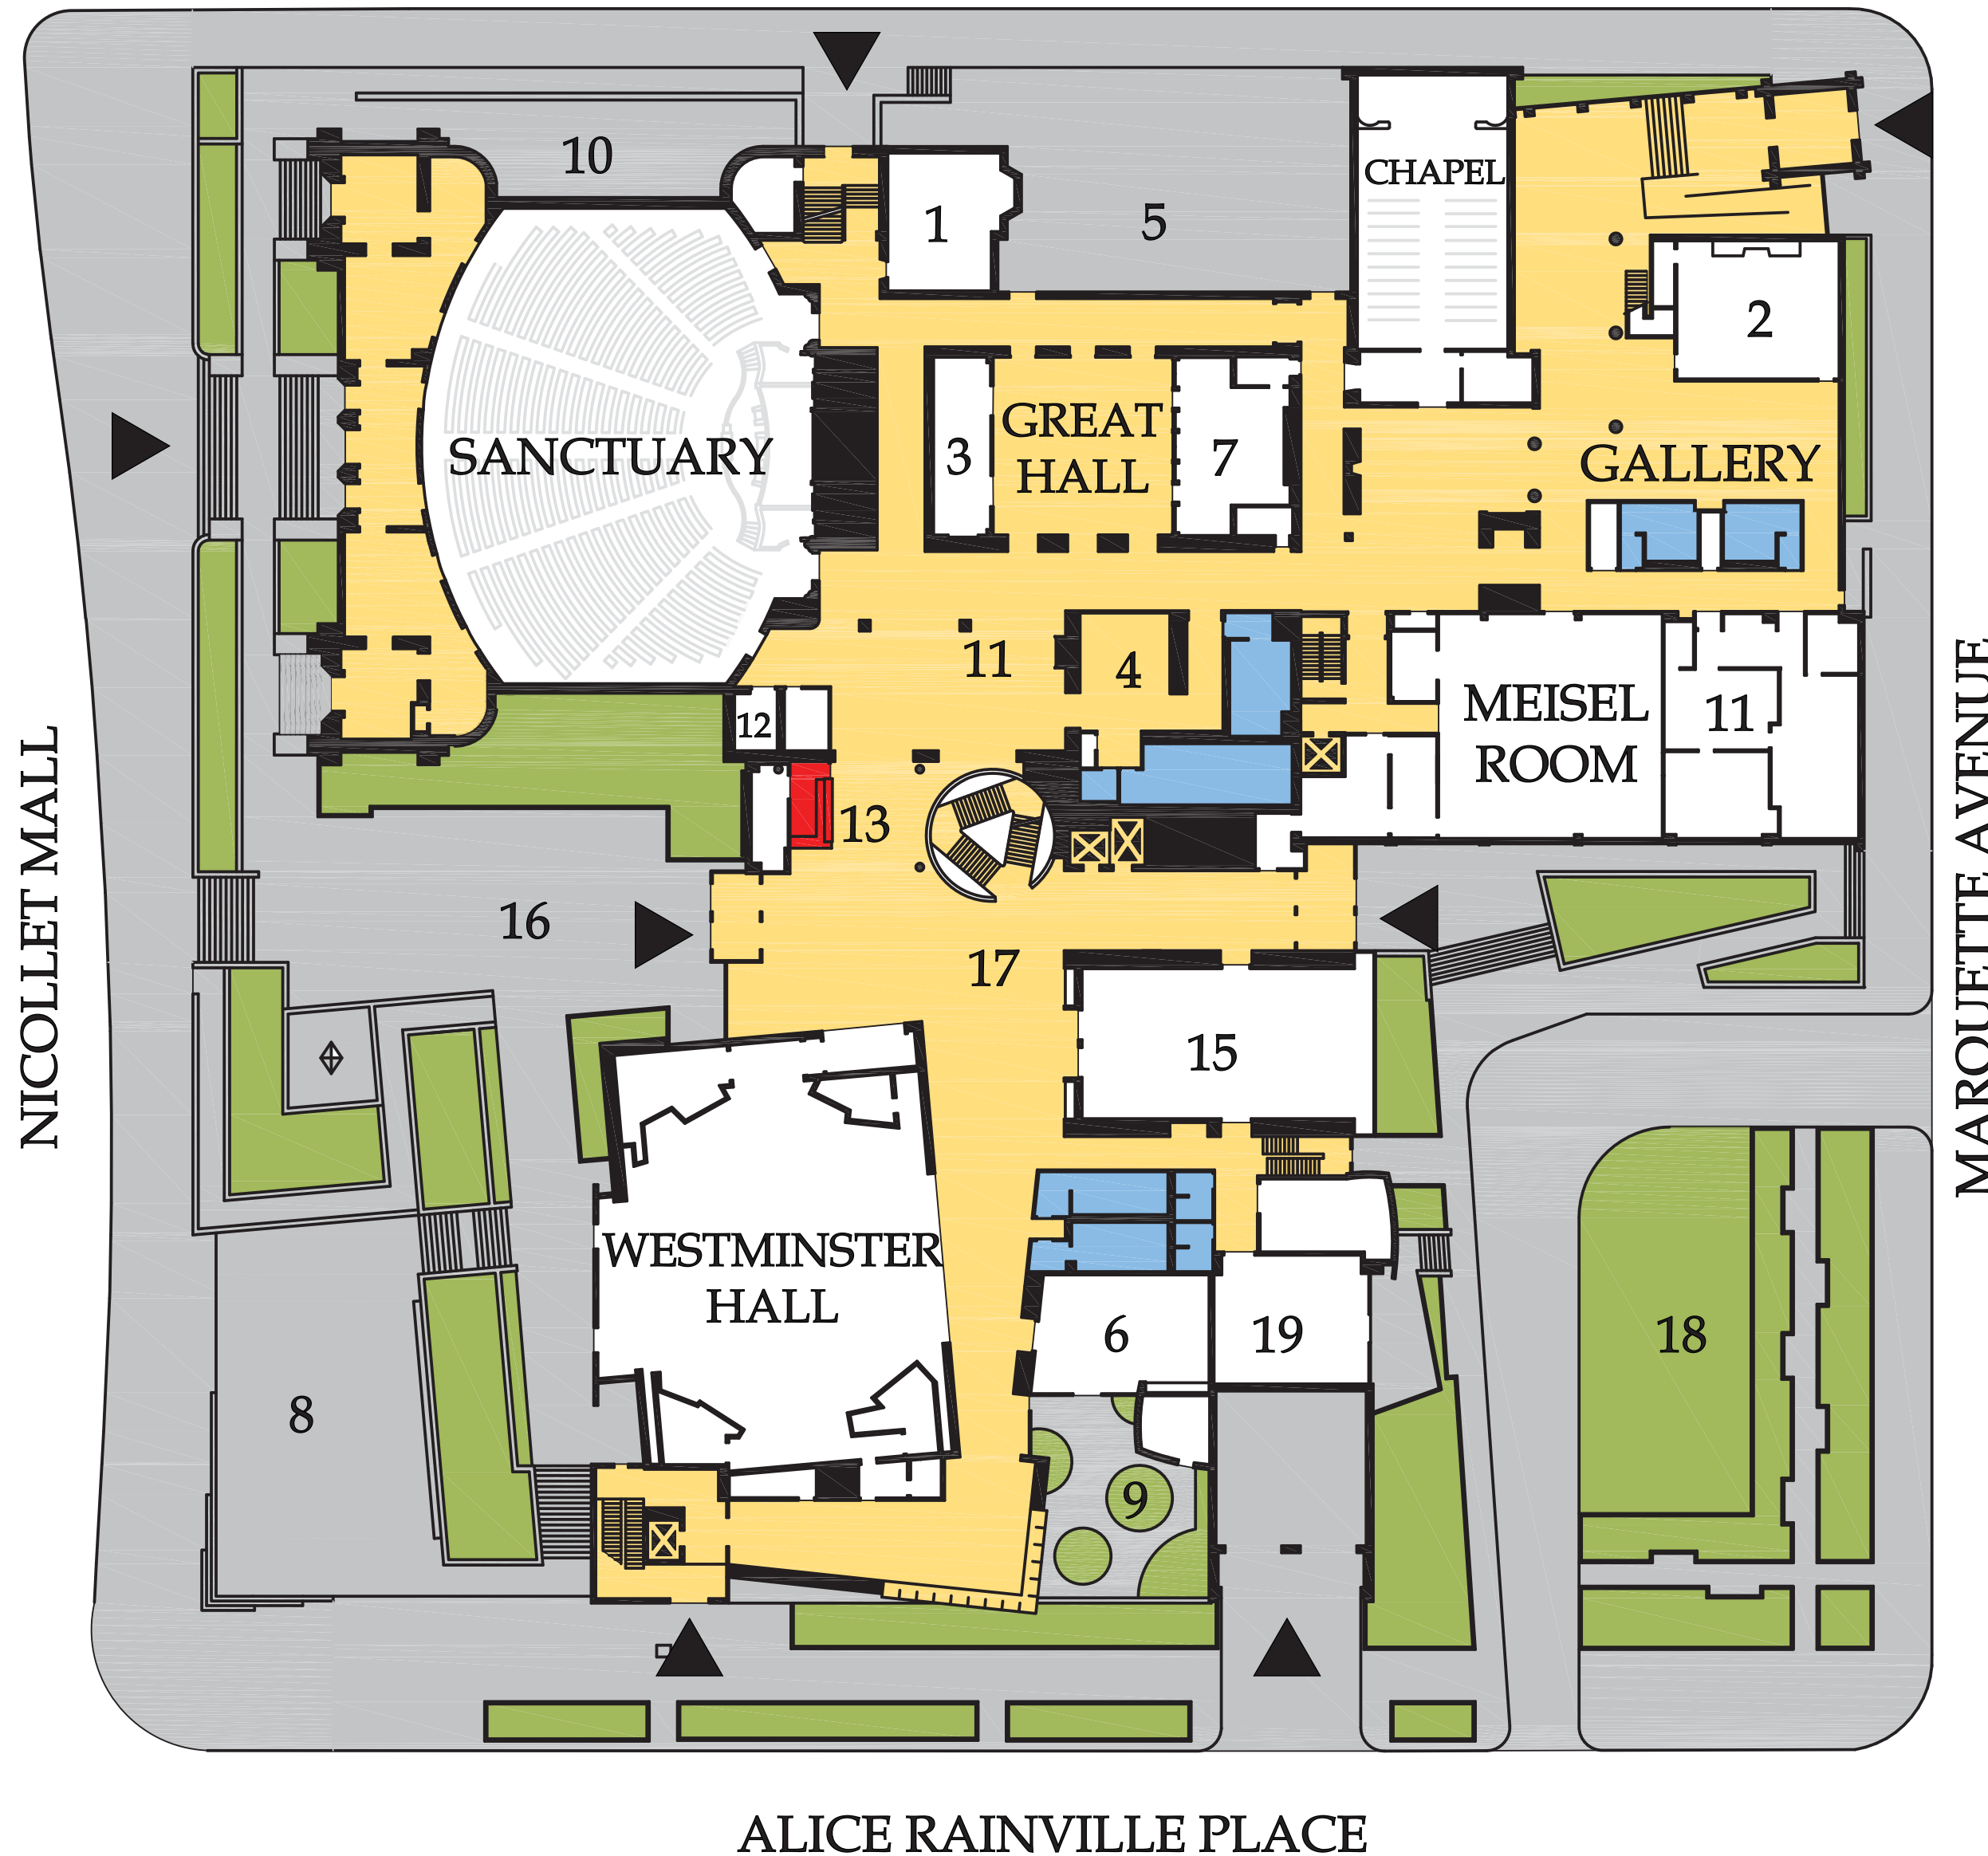 10
CHAPEL
1
5
2
GREAT
HALL
SANCTUARY
3
7
GALLERY
11
4
12
MEISEL
ROOM
11
13
NICOLLET MALL
MARQUETTE AVENUE
16
17
15
WESTMINSTER
HALL
6
19
18
8
9
ALICE RAINVILLE PLACE